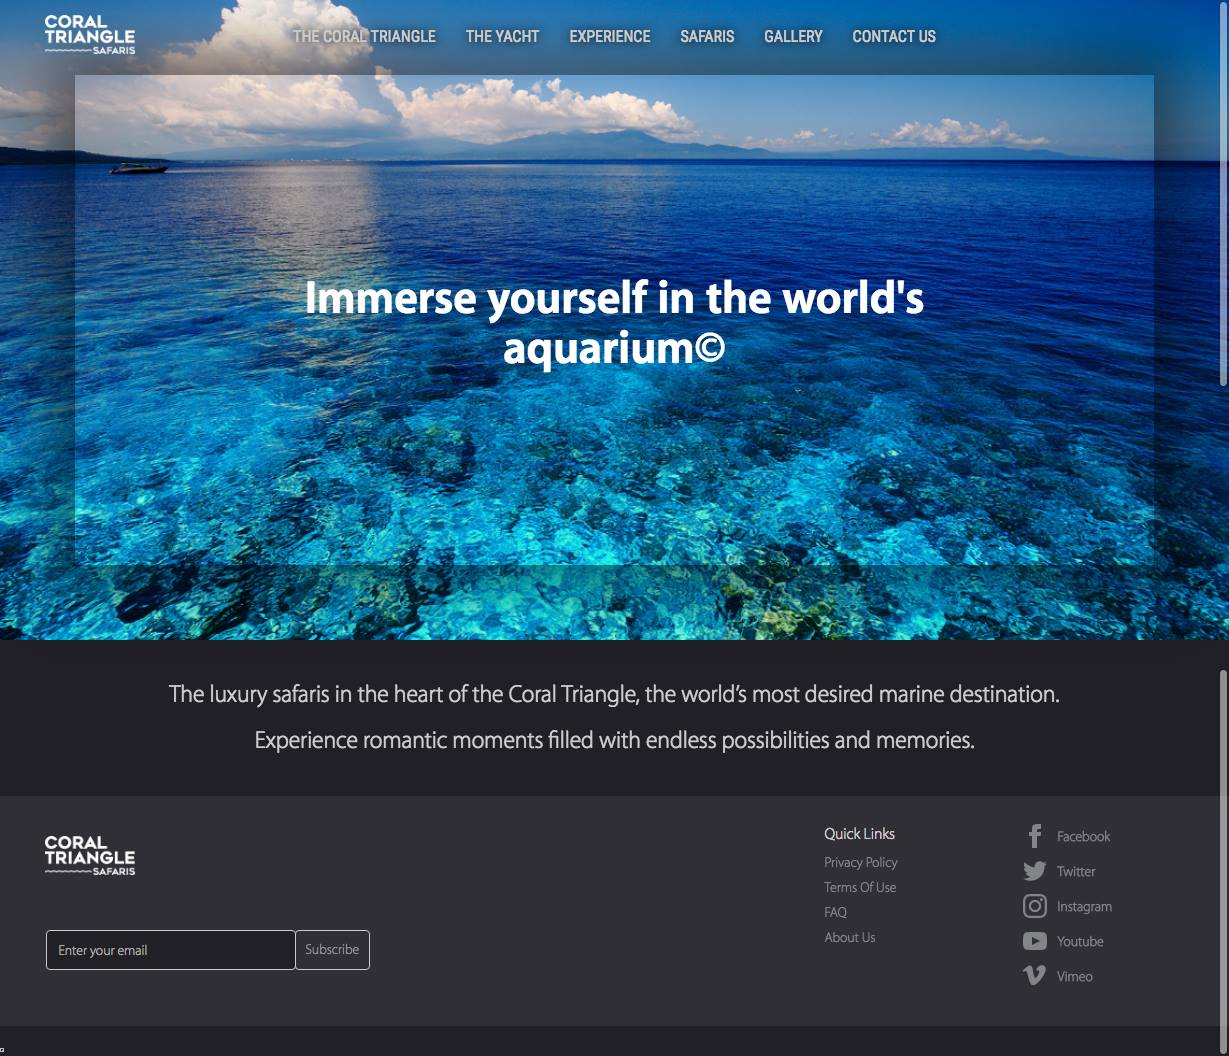 CORAL
TRIANGLE
SAFARIS
THE CORAL TRIANGLE THE YACHT EXPERIENCE SAFARIS GALLERY CONTACT US
Immerse yourself in the world's
aquarium©
The luxury safaris in the heart of the Coral Triangle, the world’s most desired marine destination.
Experience romantic moments filled with endless possibilities and memories.
CORAL
TRIANGLE
SAFARIS
Enter your email Subscribe
Quick Links
Privacy Policy
Terms Of Use
FAQ
About Us
Facebook
Twitter
Instagram
Youtube
Vimeo